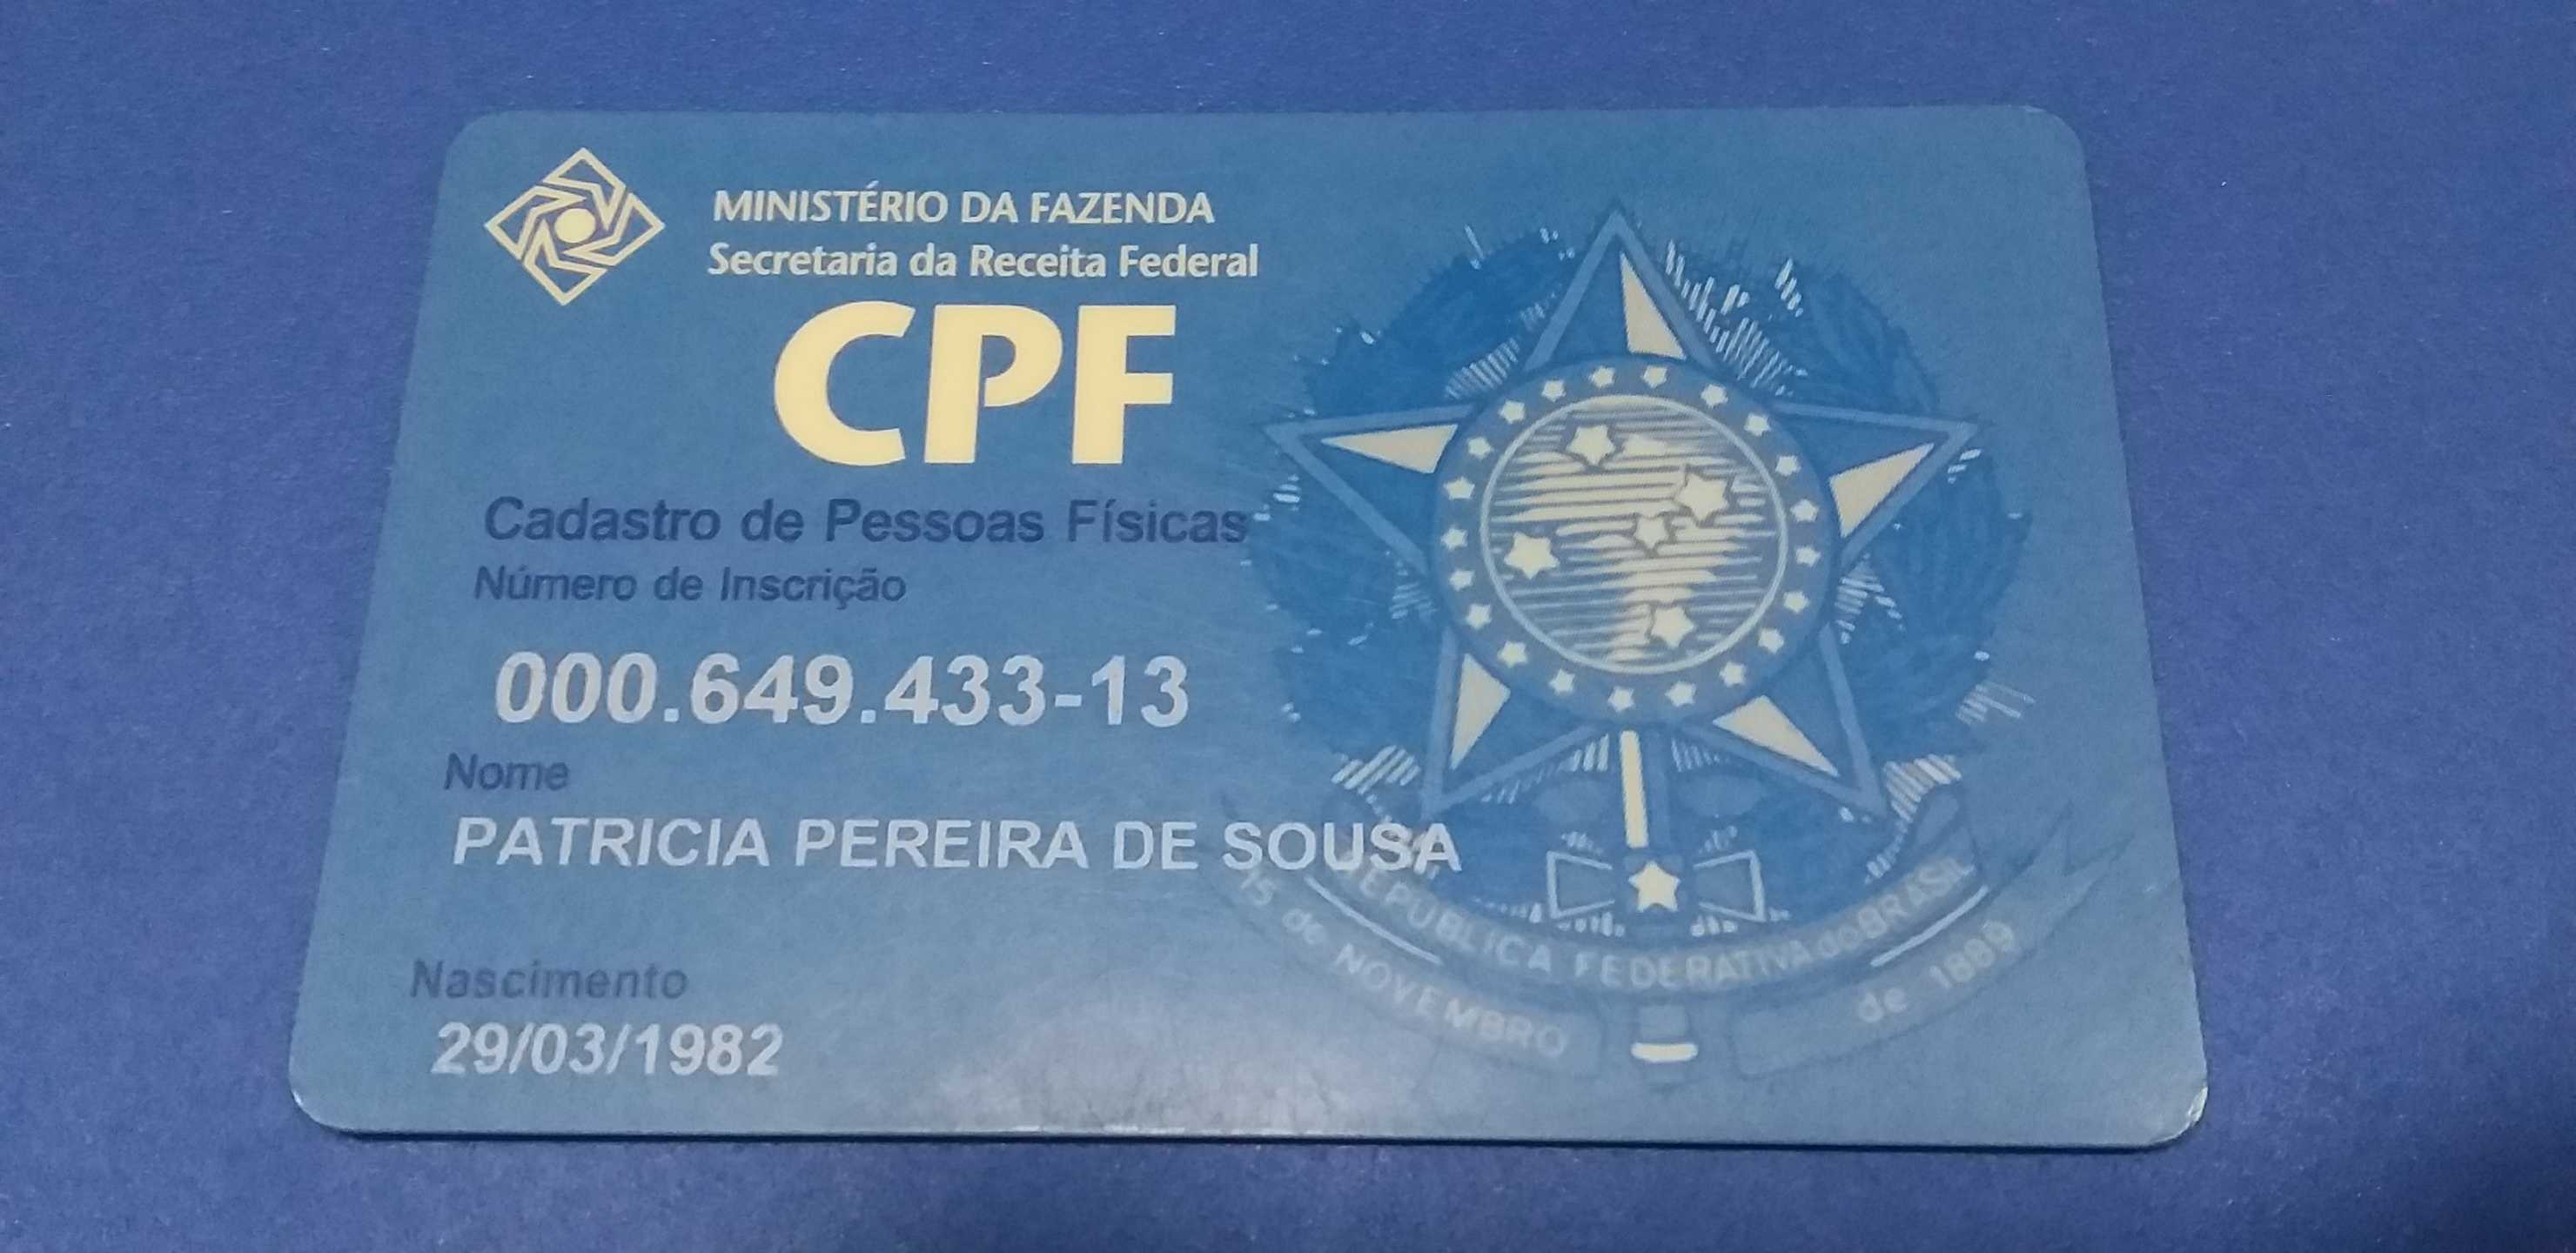 MINISTÉRIO DA FAZENDA
Secretaria da Receita Federal
CPF
Cadastro de Pessoas Físicas
Número de Inscrição
000.649.433-13
Nome
PATRICIA PEREIRA DE SOUSA
Nascimento
29/03/1982
REPUBLICA FEDERATIVA do BRASIL
15 de NOVEMBRO de 1889